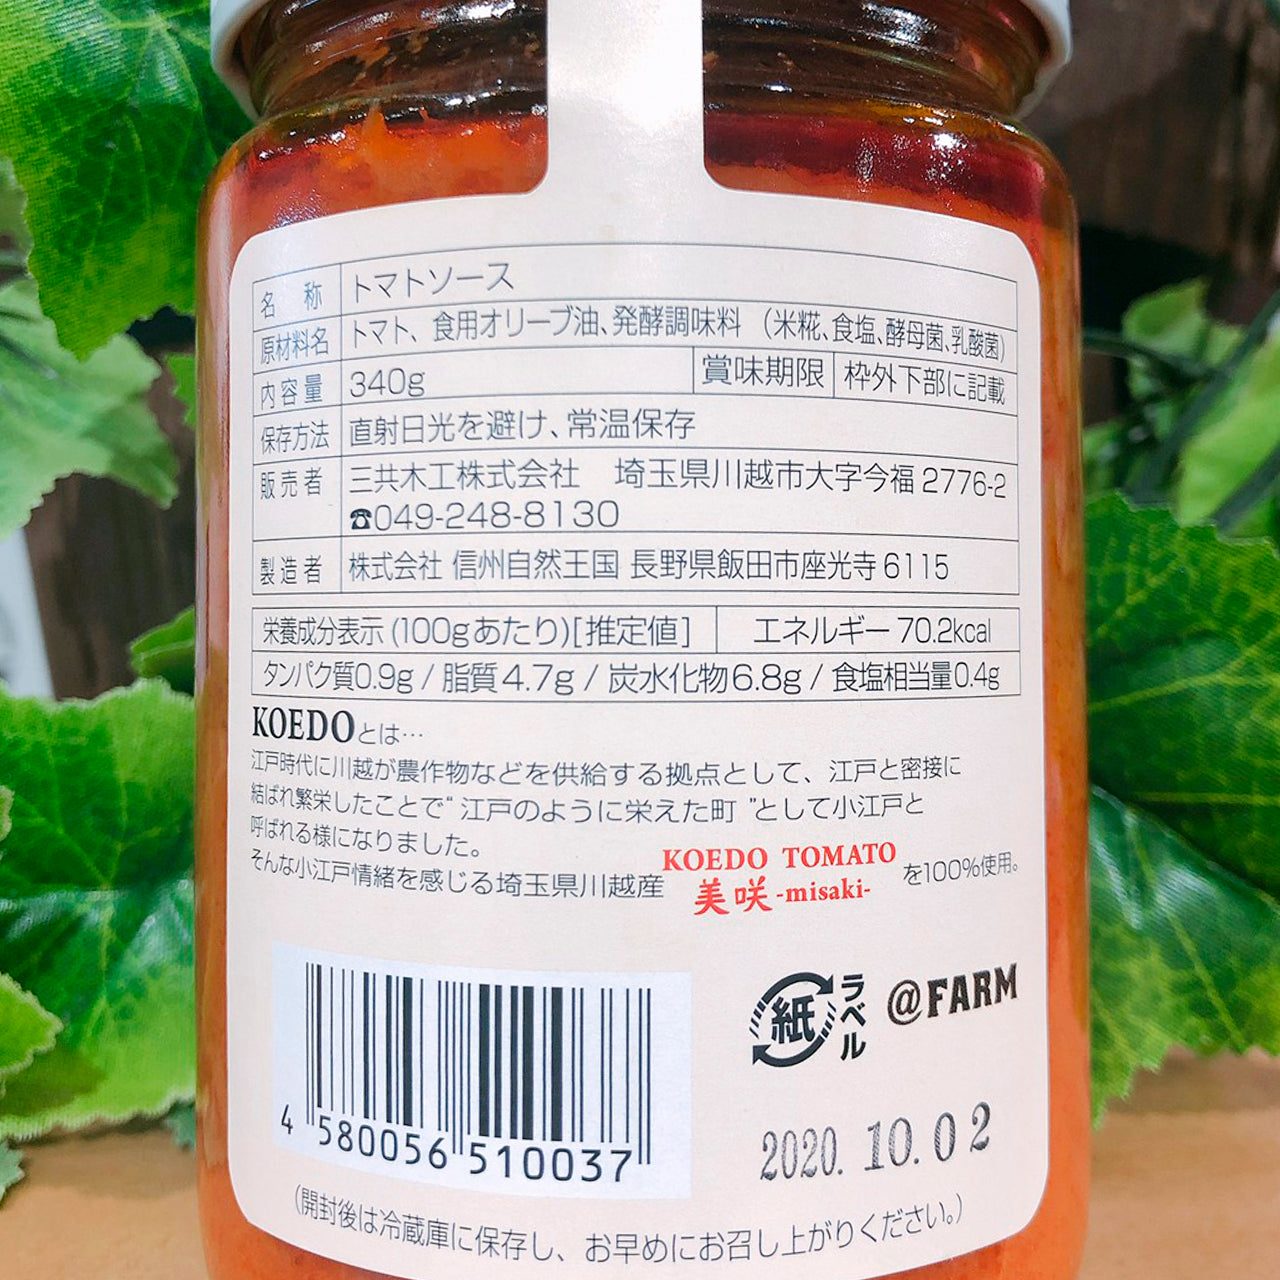 名称 トマトソース
原材料名 トマト、食用オリーブ油、発酵調味料 （米糀、食塩、酵母菌、乳酸菌）
内容量 340g 賞味期限 枠外下部に記載
保存方法 直射日光を避け、常温保存
販売者 三共木工株式会社　埼玉県川越市大字今福2776-2
☎049-248-8130
製造者 株式会社 信州自然王国 長野県飯田市座光寺6115
栄養成分表示(100gあたり)[推定値] エネルギー 70.2kcal
タンパク質0.9g / 脂質4.7g / 炭水化物6.8g / 食塩相当量0.4g
KOEDOとは…
江戸時代に川越が農作物などを供給する拠点として、江戸と密接に
結ばれ繁栄したことで“江戸のように栄えた町”として小江戸と
呼ばれる様になりました。
そんな小江戸情緒を感じる埼玉県川越産 KOEDO TOMATO 美咲-misaki- を100%使用。
紙 ラベル @FARM
4 580056 510037
2020.10.02
（開封後は冷蔵庫に保存し、お早めにお召し上がりください。）